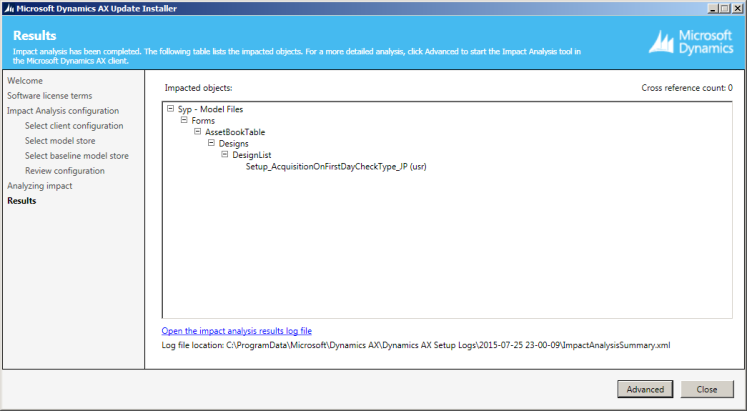 Microsoft Dynamics AX Update Installer
Results
Impact analysis has been completed. The following table lists the impacted objects. For a more detailed analysis, click Advanced to start the Impact Analysis tool in
the Microsoft Dynamics AX client.
Microsoft
Dynamics
Welcome
Software license terms
Impact Analysis configuration
Select client configuration
Select model store
Select baseline model store
Review configuration
Analyzing impact
Results
Impacted objects:
Cross reference count: 0
Syp - Model Files
Forms
AssetBookTable
Designs
DesignList
Setup_AcquisitionOnFirstDayCheckType_JP (usr)
Open the impact analysis results log file
Log file location: C:\ProgramData\Microsoft\Dynamics AX\Dynamics AX Setup Logs\2015-07-25 23-00-09\ImpactAnalysisSummary.xml
Advanced
Close